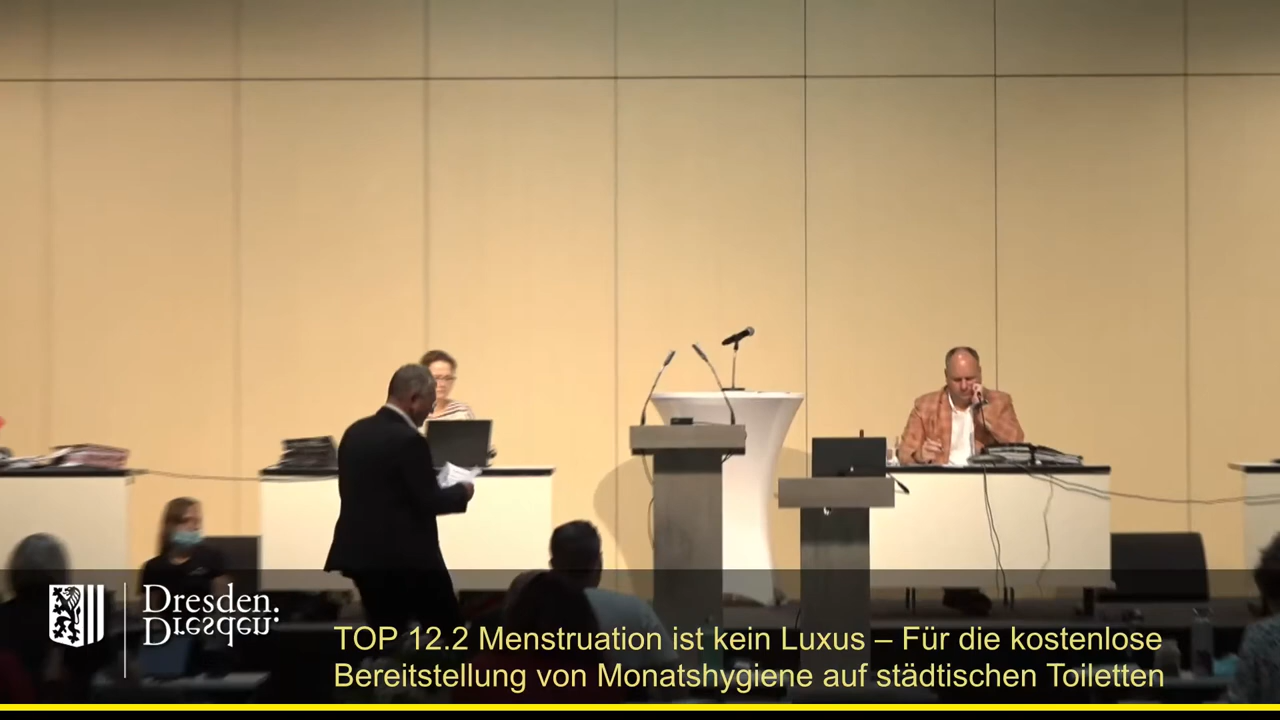 Dresden.
Dresden.
TOP 12.2 Menstruation ist kein Luxus – Für die kostenlose
Bereitstellung von Monatshygiene auf städtischen Toiletten